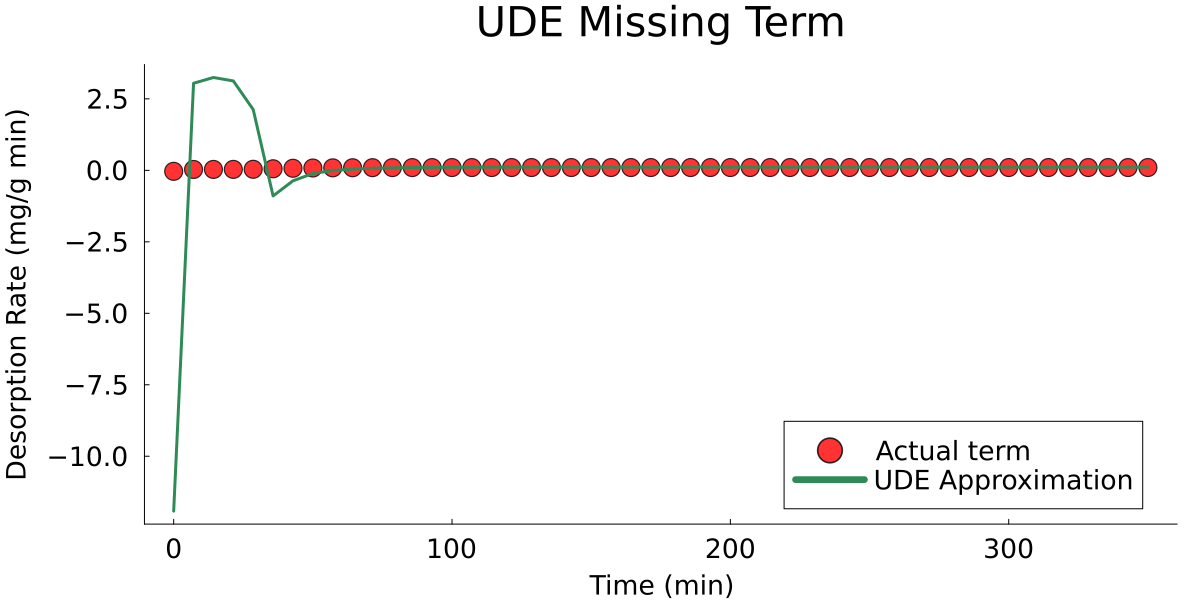 UDE Missing Term
Desorption Rate (mg/g min)
2.5
0.0
−2.5
−5.0
−7.5
−10.0
Actual term
UDE Approximation
0
100
200
300
Time (min)